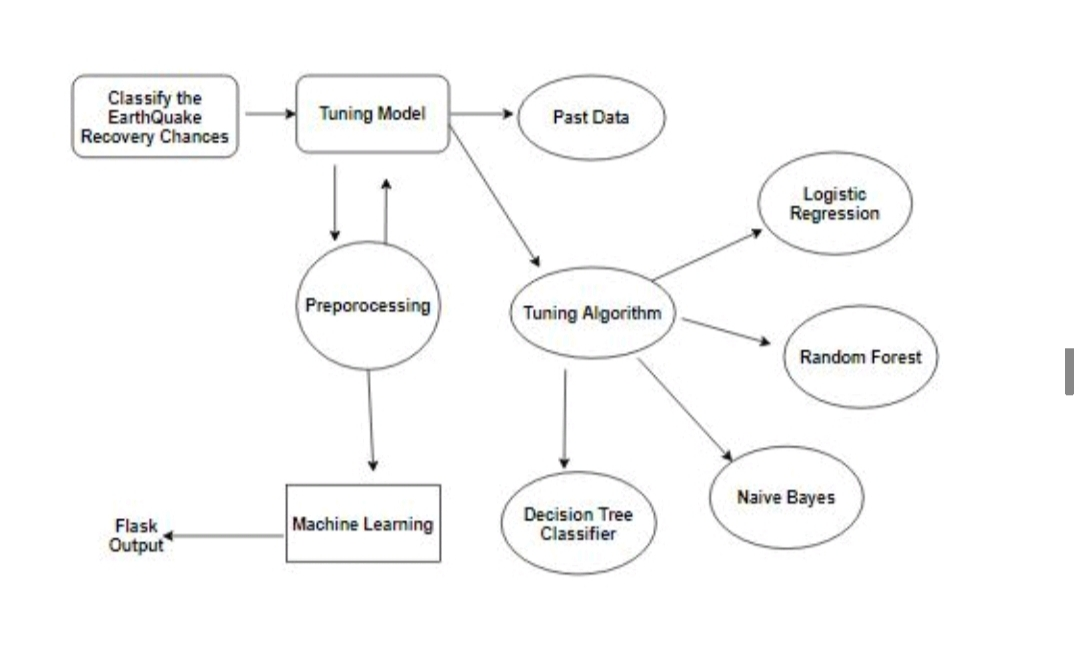 Classify the
EarthQuake
Recovery Chances
Tuning Model
Past Data
Logistic
Regression
Preporocessing
Tuning Algorithm
Random Forest
Naive Bayes
Decision Tree
Classifier
Machine Learning
Flask
Output